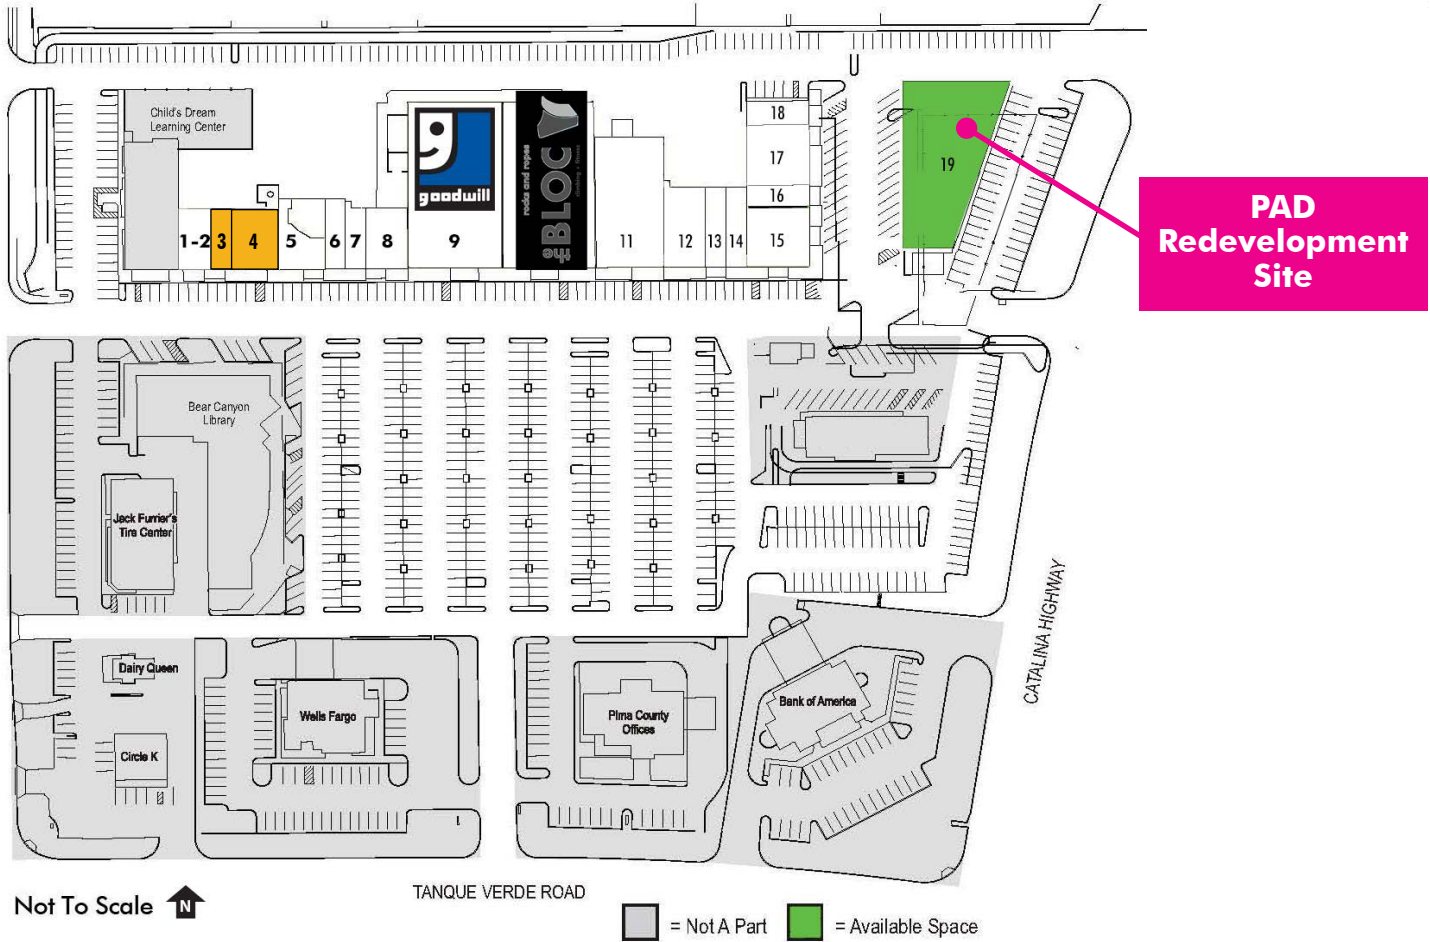 Child's Dream
Learning Center
goodwill
rocks and ropes
the BLOC
climbing + fitness
1-2
3
4
5
6
7
8
9
11
12
13
14
15
16
17
18
19
PAD
Redevelopment
Site
Bear Canyon
Library
Jack Furrier's
Tire Center
Dairy Queen
Circle K
Wells Fargo
Pima County
Offices
Bank of America
CATALINA HIGHWAY
TANQUE VERDE ROAD
Not To Scale
N
= Not A Part
= Available Space